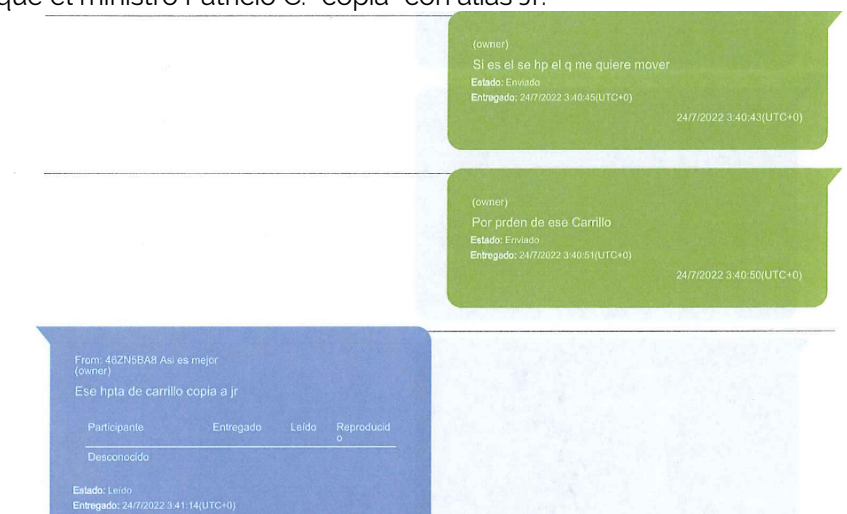 que el ministro Patricio C. "copia" con alias Jr.
(owner)
Si es el se hp el q me quiere mover
Estado: Enviado
Entregado: 24/7/2022 3:40:45(UTC+0)
24/7/2022 3:40:43(UTC+0)
(owner)
Por prden de ese Carrillo
Estado: Enviado
Entregado: 24/7/2022 3:40:51(UTC+0)
24/7/2022 3:40:50(UTC+0)
From: 46ZN5BA8 Asi es mejor
(owner)
Ese hpta de carrillo copia a jr
Participante Entregado Leído Reproducid
o
Desconocido
Estado: Leído
Entregado: 24/7/2022 3:41:14(UTC+0)